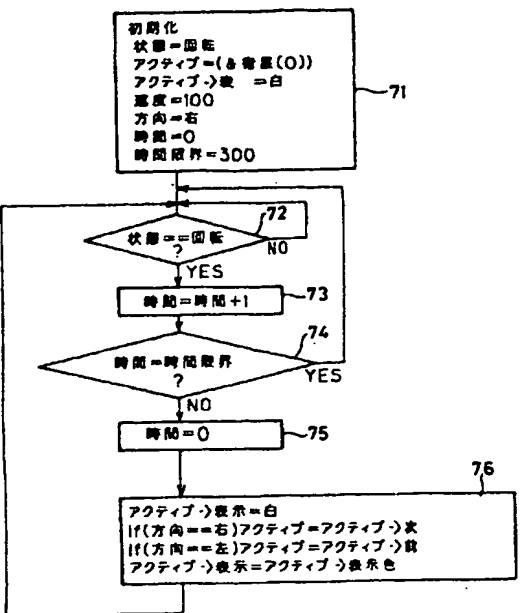 初期化
状態=回転
アクティブ=(&衛星(0))
アクティブ->表 =白
速度=100
方向=右
時間=0
時間限界=300
71
状態==回転
?
72
NO
YES
時間=時間+1
73
時間=時間限界
?
74
YES
NO
時間=0
75
76
アクティブ->表示=白
If(方向==右)アクティブ=アクティブ->次
If(方向==左)アクティブ=アクティブ->前
アクティブ->表示=アクティブ->表示色